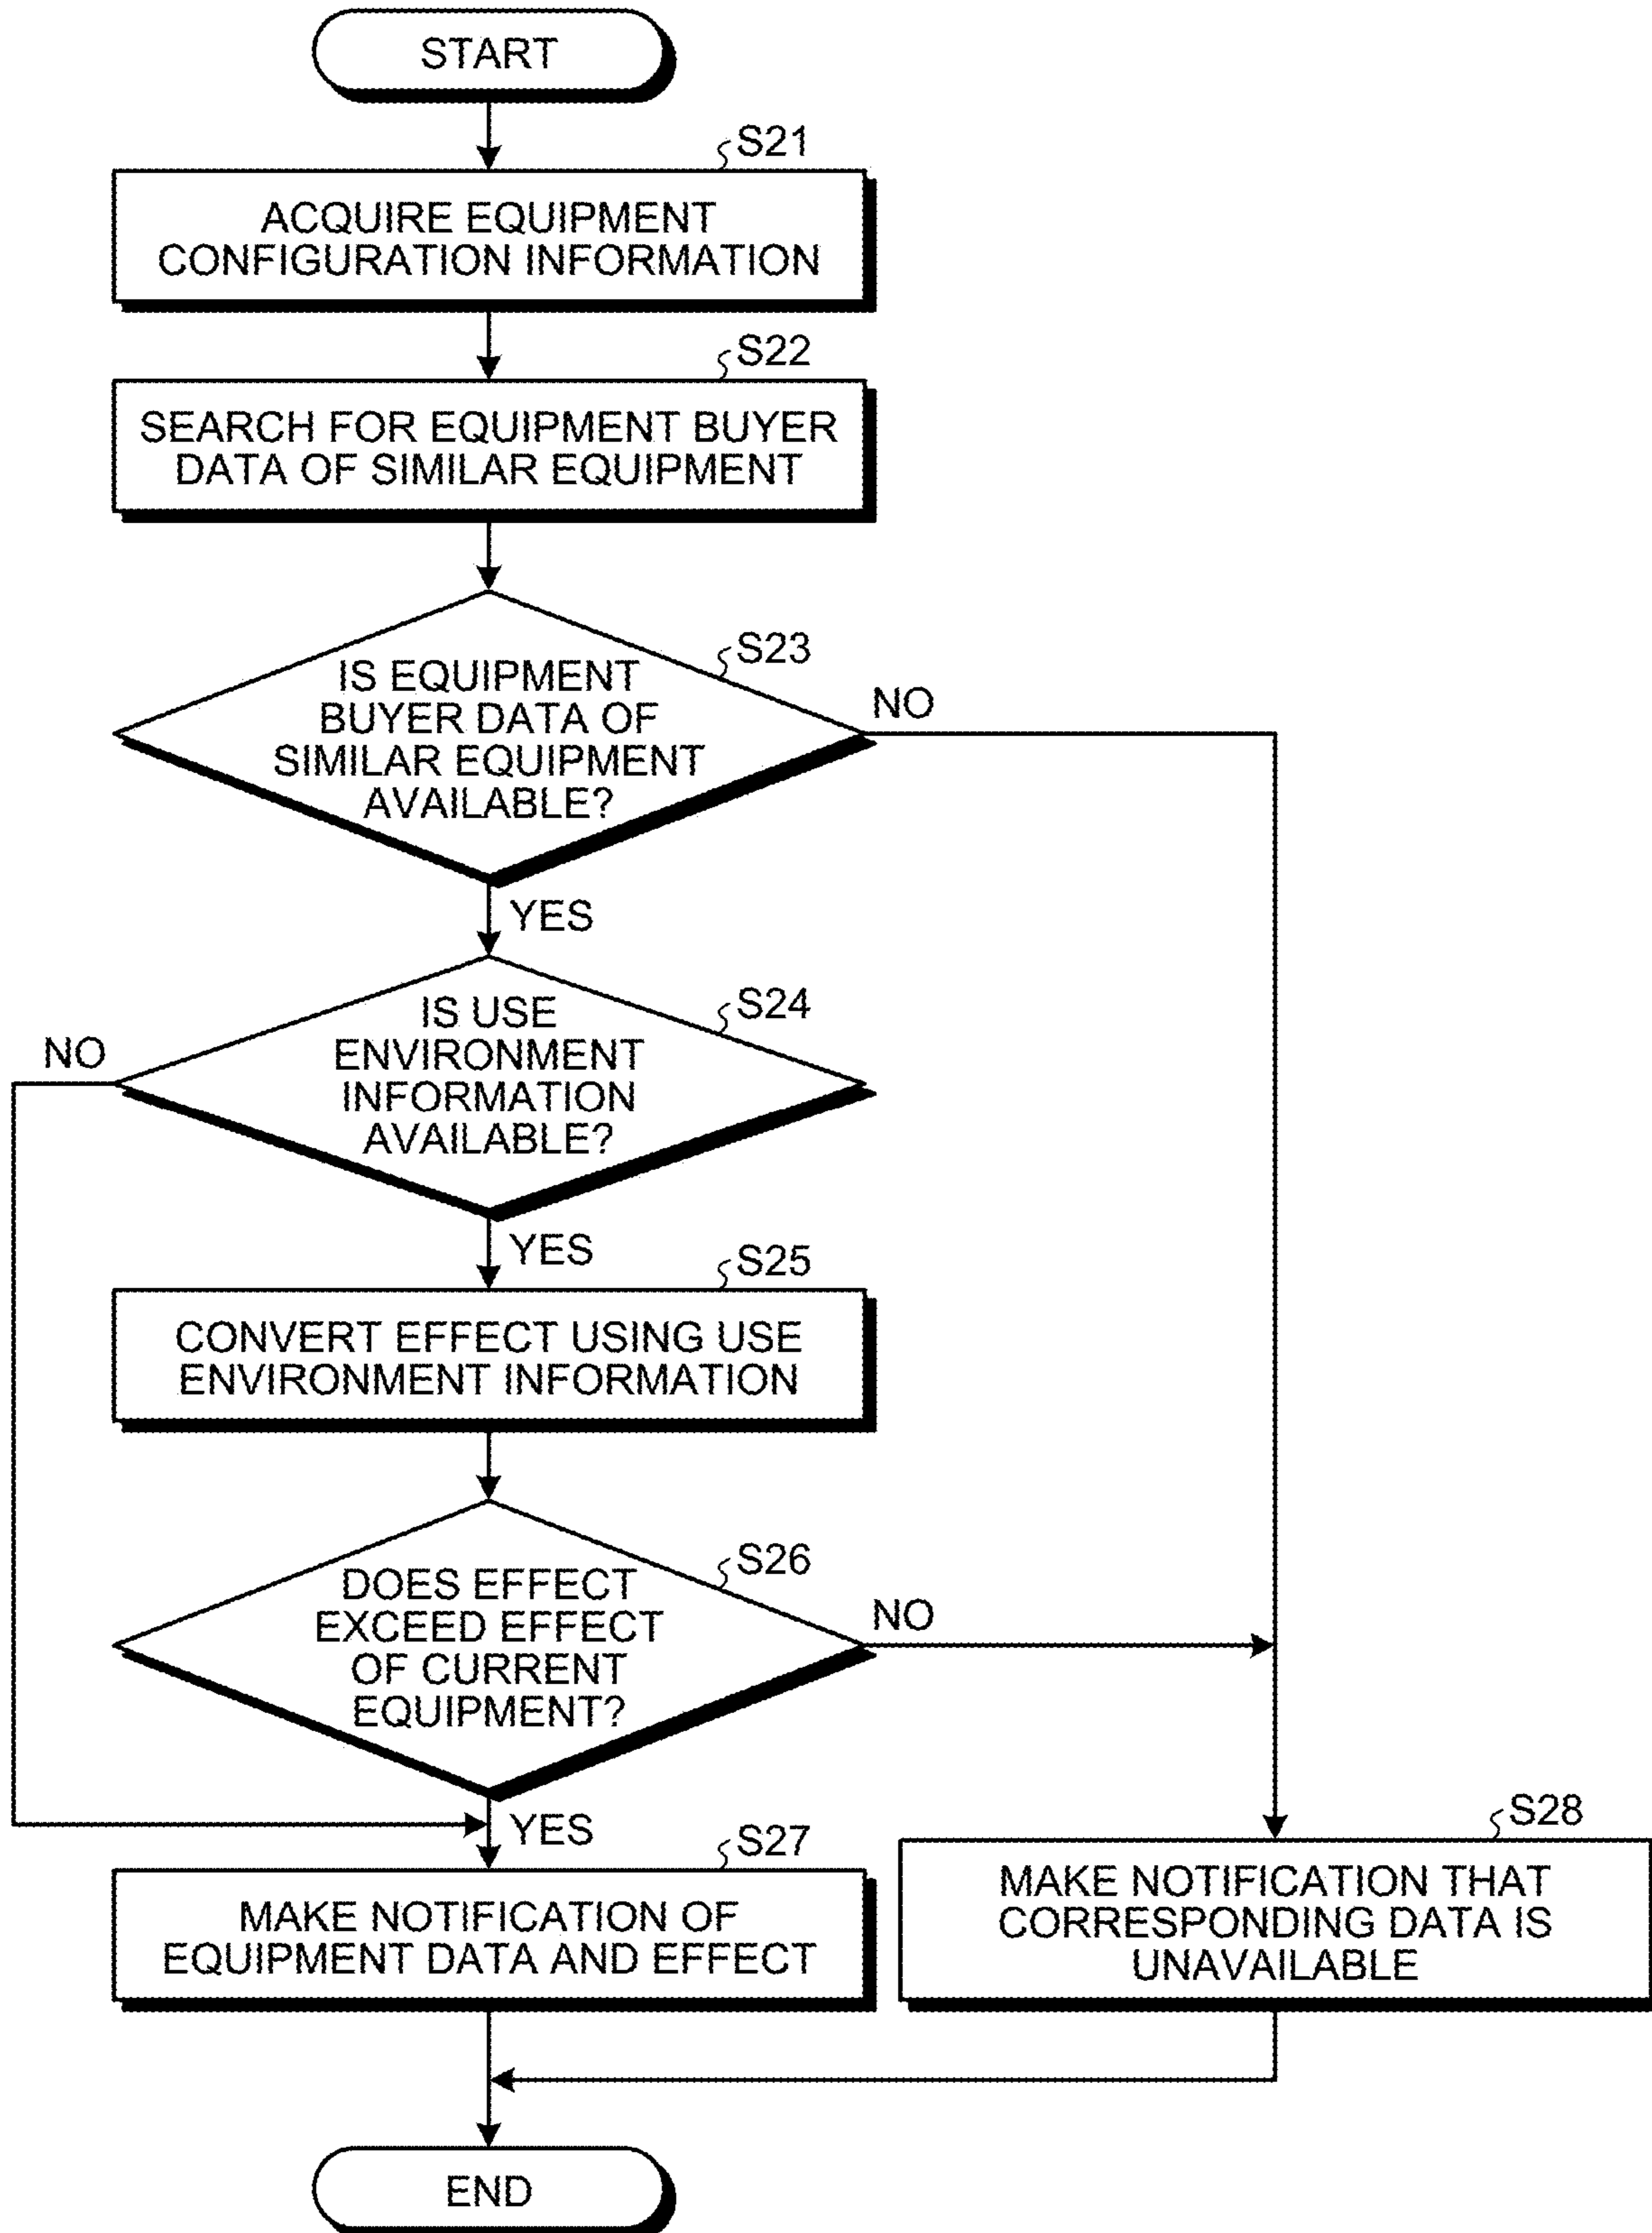 START
S21
ACQUIRE EQUIPMENT
CONFIGURATION INFORMATION
S22
SEARCH FOR EQUIPMENT BUYER
DATA OF SIMILAR EQUIPMENT
S23
IS EQUIPMENT
BUYER DATA OF
SIMILAR EQUIPMENT
AVAILABLE?
NO
YES
S24
IS USE
ENVIRONMENT
INFORMATION
AVAILABLE?
NO
YES
S25
CONVERT EFFECT USING USE
ENVIRONMENT INFORMATION
S26
DOES EFFECT
EXCEED EFFECT
OF CURRENT
EQUIPMENT?
NO
YES
S27
MAKE NOTIFICATION OF
EQUIPMENT DATA AND EFFECT
S28
MAKE NOTIFICATION THAT
CORRESPONDING DATA IS
UNAVAILABLE
END